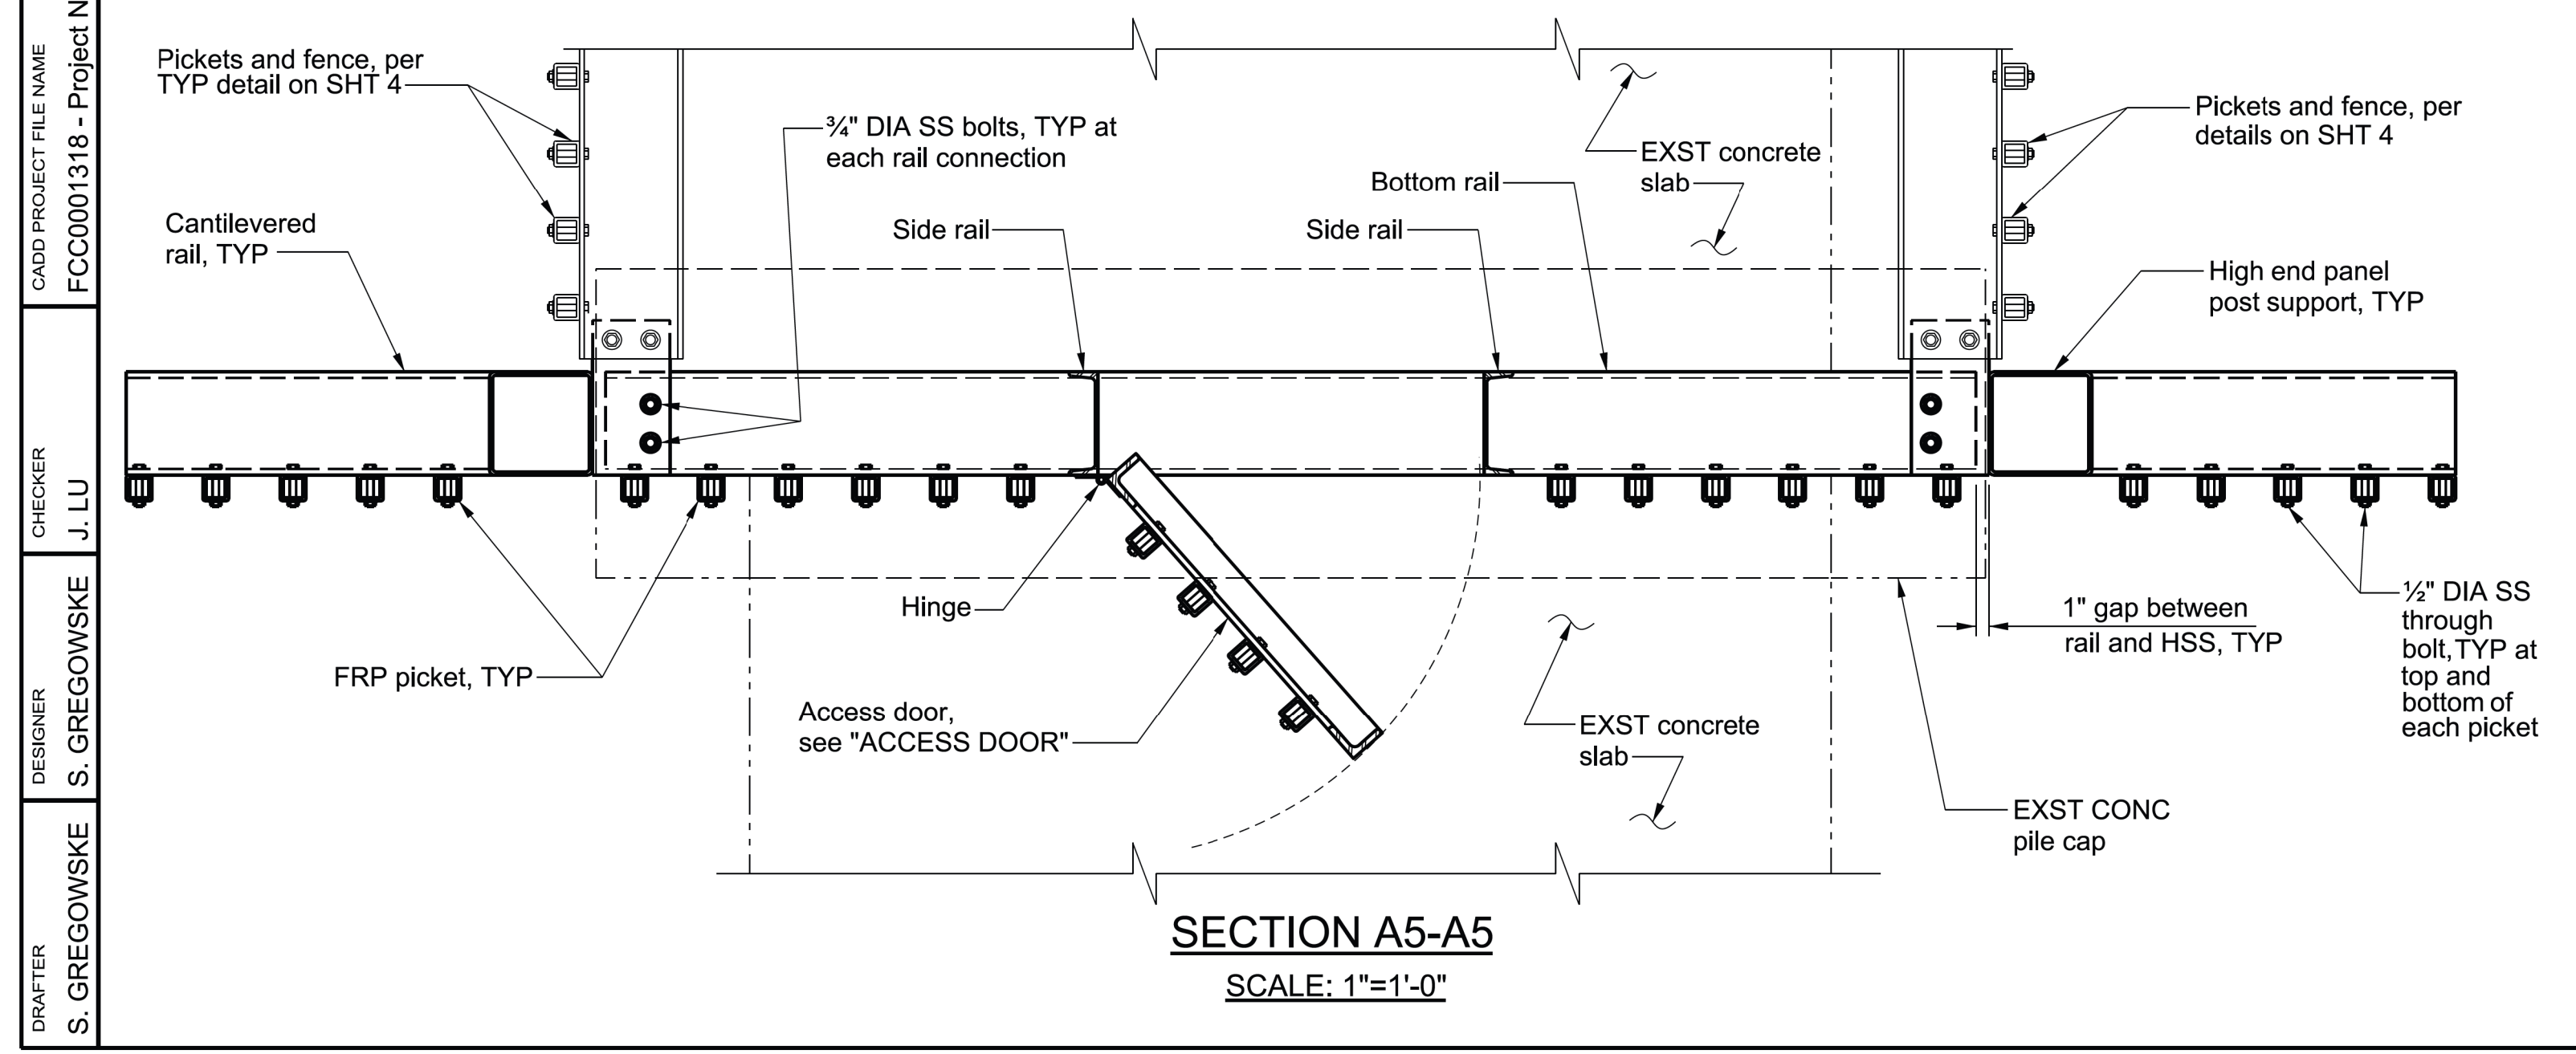 CADD PROJECT FILE NAME
FCC0001318 - Project N
CHECKER
J. LU
DESIGNER
S. GREGOWSKE
DRAFTER
S. GREGOWSKE
Pickets and fence, per
TYP detail on SHT 4
¾" DIA SS bolts, TYP at
each rail connection
Cantilevered
rail, TYP
Side rail
Side rail
Bottom rail
EXST concrete
slab
Pickets and fence, per
details on SHT 4
High end panel
post support, TYP
Hinge
FRP picket, TYP
Access door,
see "ACCESS DOOR"
EXST concrete
slab
1" gap between
rail and HSS, TYP
½" DIA SS
through
bolt,TYP at
top and
bottom of
each picket
EXST CONC
pile cap
SECTION A5-A5
SCALE: 1"=1'-0"